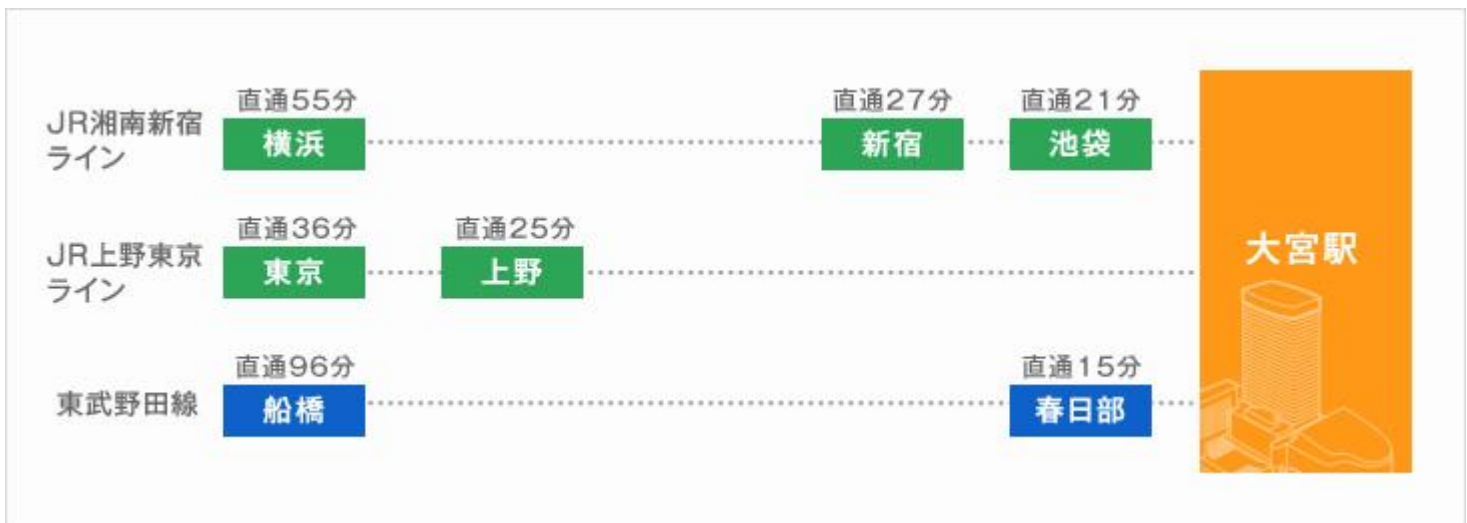 直通55分
直通27分
直通21分
JR湘南新宿
ライン
横浜
新宿
池袋
直通36分
直通25分
JR上野東京
ライン
東京
上野
大宮駅
直通96分
直通15分
東武野田線
船橋
春日部